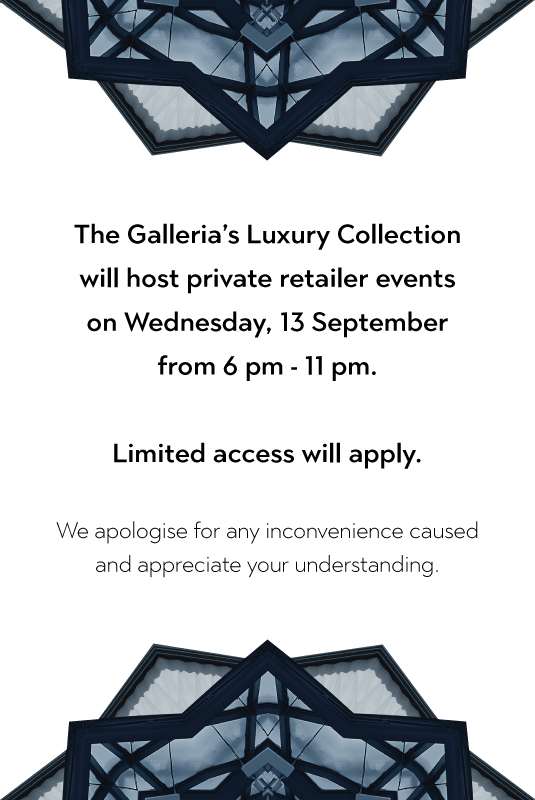 The Galleria’s Luxury Collection
will host private retailer events
on Wednesday, 13 September
from 6 pm - 11 pm.
Limited access will apply.
We apologise for any inconvenience caused
and appreciate your understanding.